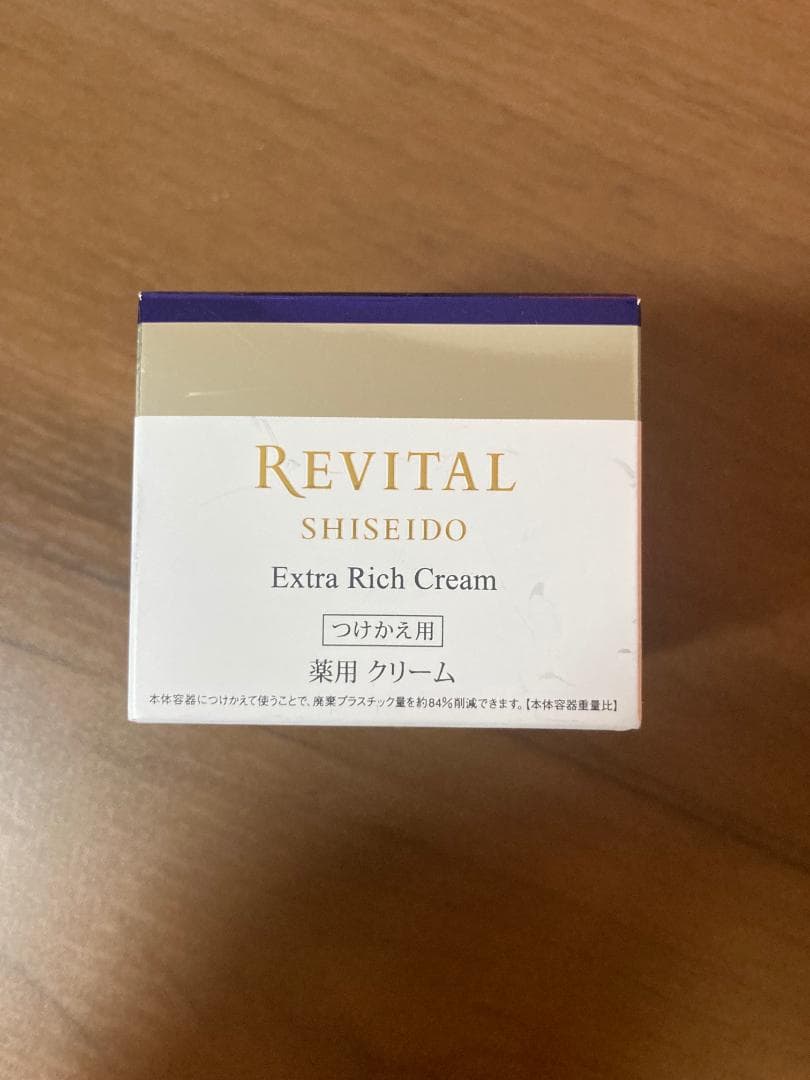 REVITAL
SHISEIDO
Extra Rich Cream
つけかえ用
薬用 クリーム
本体容器につけかえて使うことで、廃棄プラスチック量を約84%削減できます。【本体容器重量比】